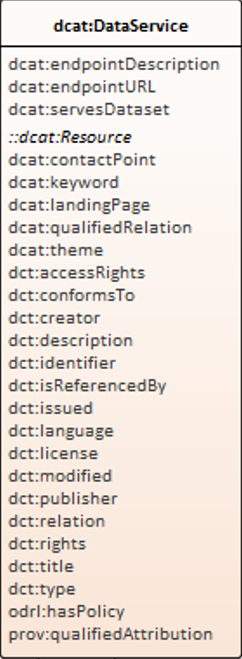 dcat:DataService
dcat:endpointDescription
dcat:endpointURL
dcat:servesDataset
::dcat:Resource
dcat:contactPoint
dcat:keyword
dcat:landingPage
dcat:qualifiedRelation
dcat:theme
dct:accessRights
dct:conformsTo
dct:creator
dct:description
dct:identifier
dct:isReferencedBy
dct:issued
dct:language
dct:license
dct:modified
dct:publisher
dct:relation
dct:rights
dct:title
dct:type
odrl:hasPolicy
prov:qualifiedAttribution